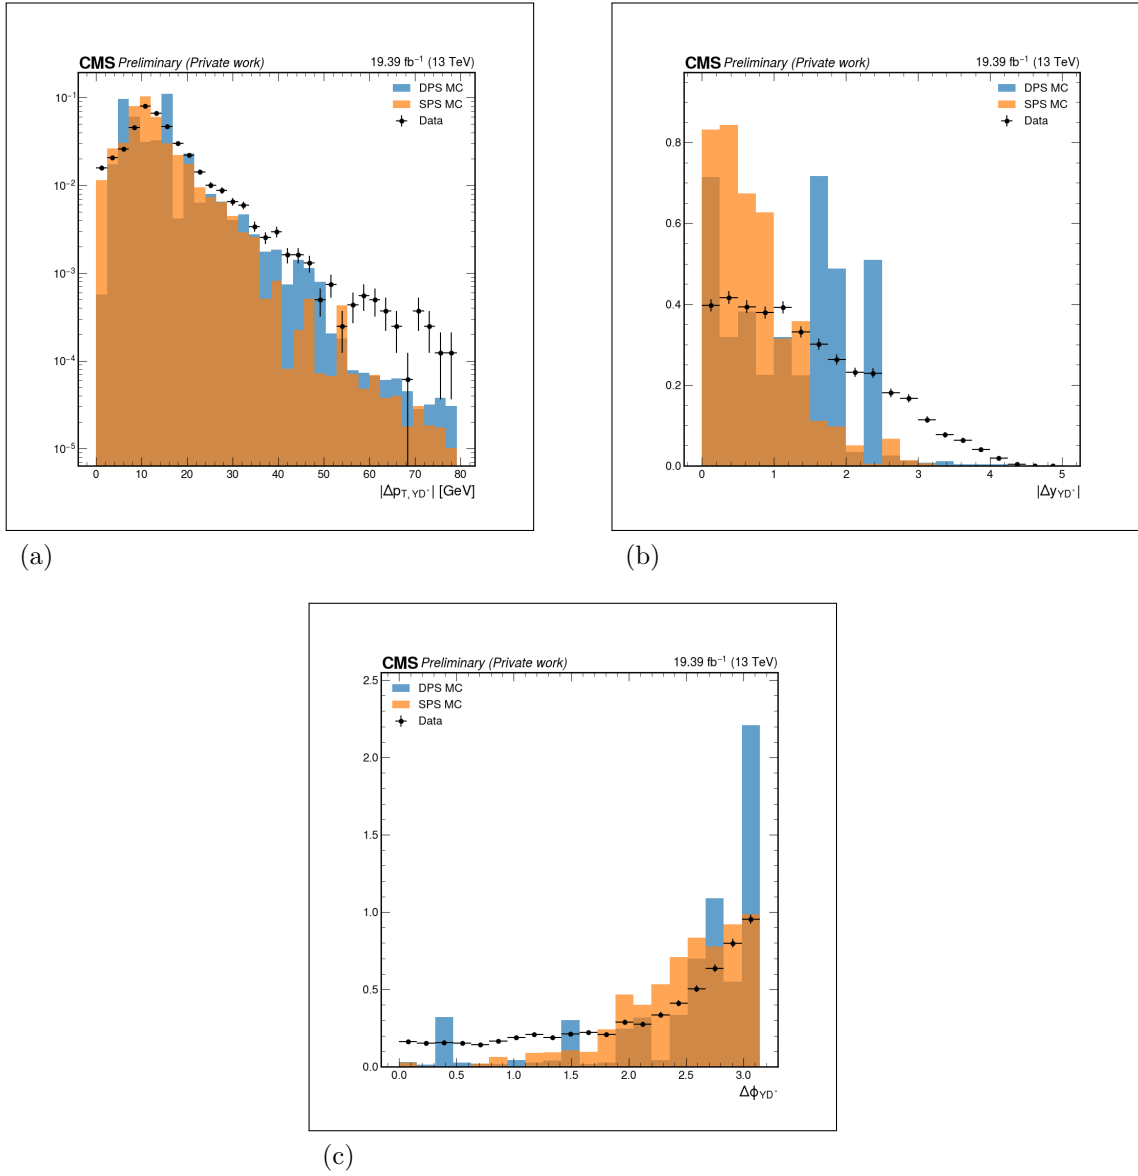 CMS Preliminary (Private work) 19.39 fb⁻¹ (13 TeV)
DPS MC
SPS MC
Data
10⁻¹
10⁻²
10⁻³
10⁻⁴
10⁻⁵
0 10 20 30 40 50 60 70 80
|Δp_T, YD*| [GeV]
(a)
CMS Preliminary (Private work) 19.39 fb⁻¹ (13 TeV)
DPS MC
SPS MC
Data
0.8
0.6
0.4
0.2
0.0
0 1 2 3 4 5
|Δy_YD*|
(b)
CMS Preliminary (Private work) 19.39 fb⁻¹ (13 TeV)
2.5
DPS MC
SPS MC
Data
2.0
1.5
1.0
0.5
0.0
0.0 0.5 1.0 1.5 2.0 2.5 3.0
Δϕ_YD*
(c)